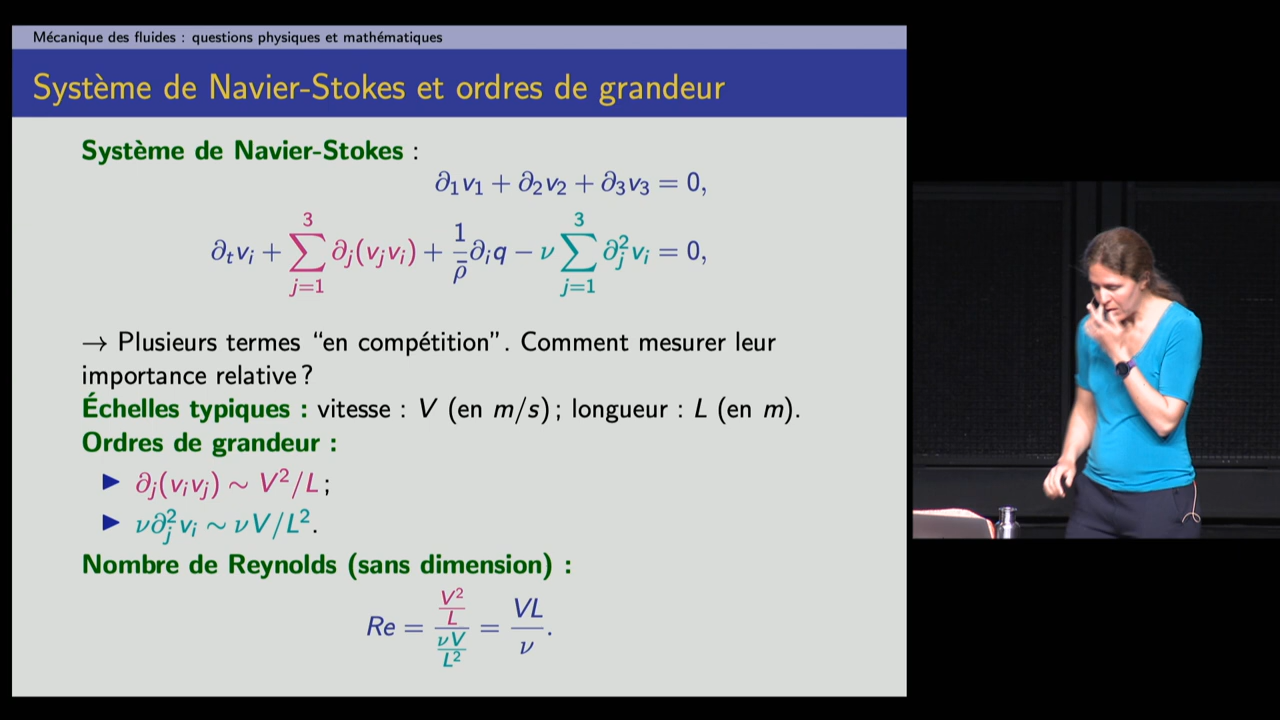 Mécanique des fluides : questions physiques et mathématiques
Système de Navier-Stokes et ordres de grandeur
Système de Navier-Stokes :
∂₁v₁ + ∂₂v₂ + ∂₃v₃ = 0,
∂ₜvᵢ + ∑_{j=1}^{3} ∂ⱼ(vⱼvᵢ) + (1/ρ̄)∂ᵢq − ν ∑_{j=1}^{3} ∂ⱼ²vᵢ = 0,
→ Plusieurs termes “en compétition”. Comment mesurer leur
importance relative ?
Échelles typiques : vitesse : V (en m/s) ; longueur : L (en m).
Ordres de grandeur :
▶ ∂ⱼ(vᵢvⱼ) ∼ V²/L ;
▶ ν∂ⱼ²vᵢ ∼ νV/L².
Nombre de Reynolds (sans dimension) :
Re = (V²/L)/(νV/L²) = VL/ν.